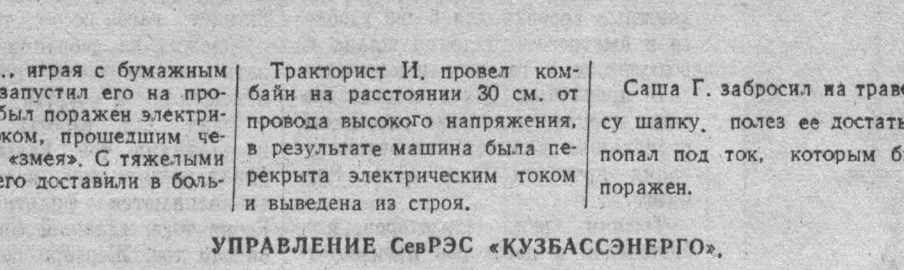 .. играя с бумажным
запустил его на про-
был поражен электри-
ком, прошедшим че-
«змея». С тяжелыми
его доставили в боль-
Тракторист И. провел ком-
байн на расстоянии 30 см. от
провода высокого напряжения,
в результате машина была пе-
рекрыта электрическим током
и выведена из строя.
Саша Г. забросил на трав
су шапку, полез ее достать
попал под ток, которым б
поражен.
УПРАВЛЕНИЕ СевРЭС «КУЗБАССЭНЕРГО».